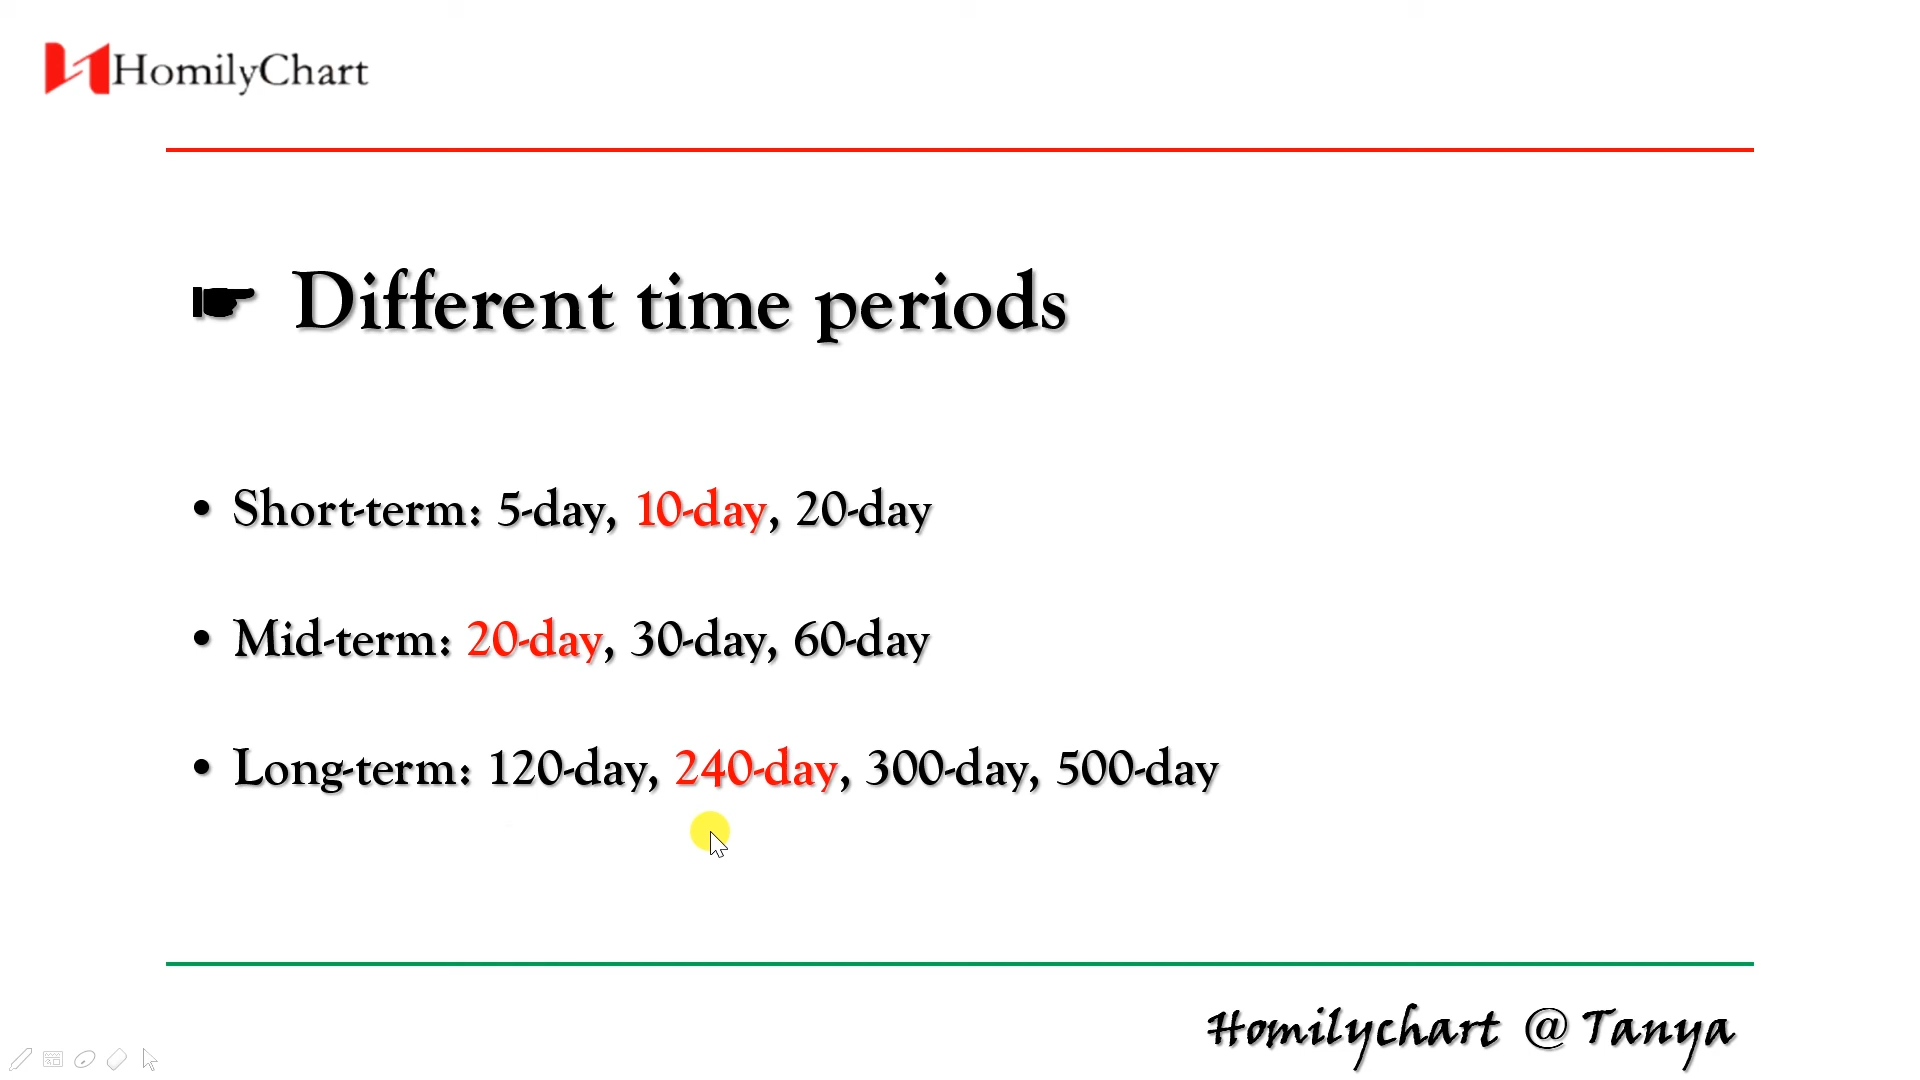 HomilyChart
☛ Different time periods
• Short-term: 5-day, 10-day, 20-day
• Mid-term: 20-day, 30-day, 60-day
• Long-term: 120-day, 240-day, 300-day, 500-day
Homilychart @ Tanya